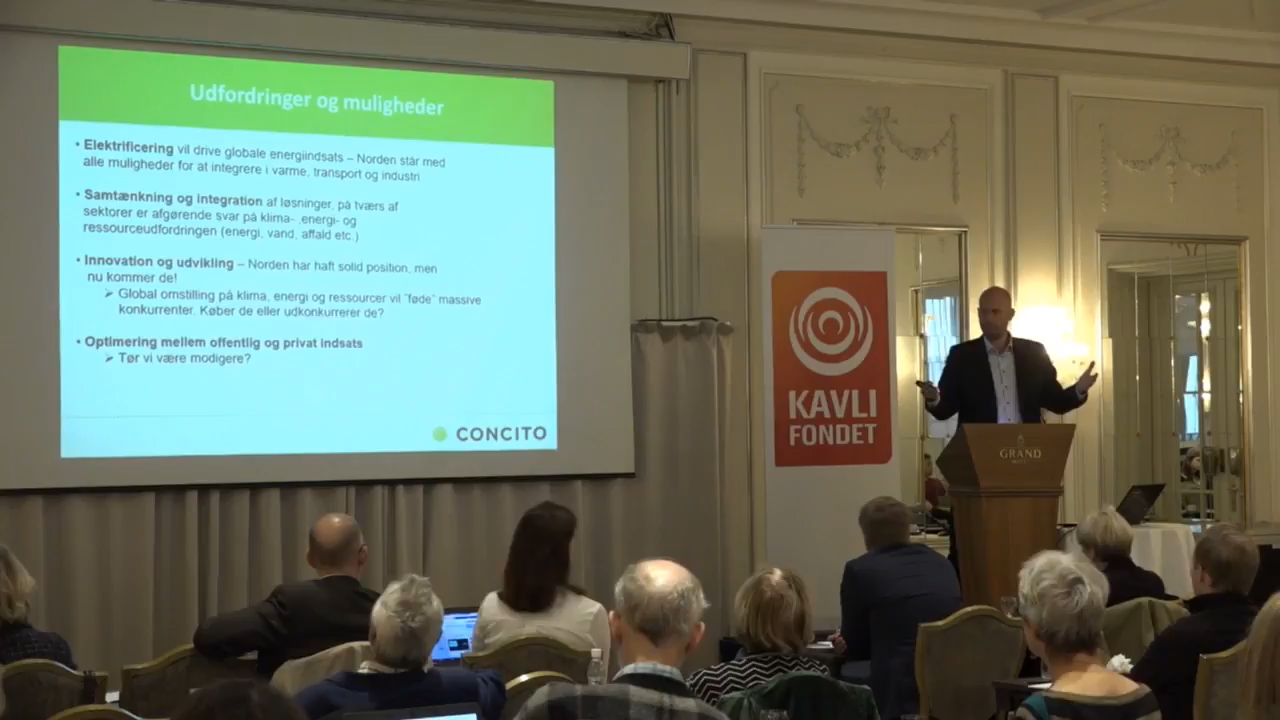 Udfordringer og muligheder
• Elektrificering vil drive globale energiindsats – Norden står med
alle muligheder for at integrere i varme, transport og industri
• Samtænkning og integration af løsninger, på tværs af
sektorer er afgørende svar på klima- ,energi- og
ressourceudfordringen (energi, vand, affald etc.)
• Innovation og udvikling – Norden har haft solid position, men
nu kommer de!
➢ Global omstilling på klima, energi og ressourcer vil ”føde” massive
konkurrenter. Køber de eller udkonkurrerer de?
• Optimering mellem offentlig og privat indsats
➢ Tør vi være modigere?
CONCITO
KAVLI
FONDET
GRAND